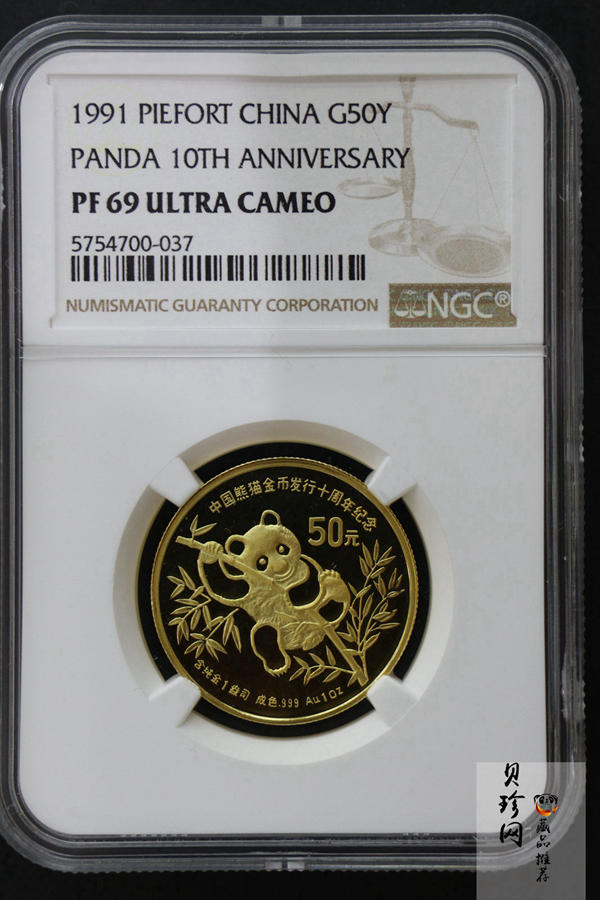 1991 PIEFORT CHINA G50Y
PANDA 10TH ANNIVERSARY
PF 69 ULTRA CAMEO
5754700-037
NUMISMATIC GUARANTY CORPORATION
NGC®
中国熊猫金币发行十周年纪念
50元
含纯金1盎司 成色.999 Au1oz
贝珍网
藏品推荐